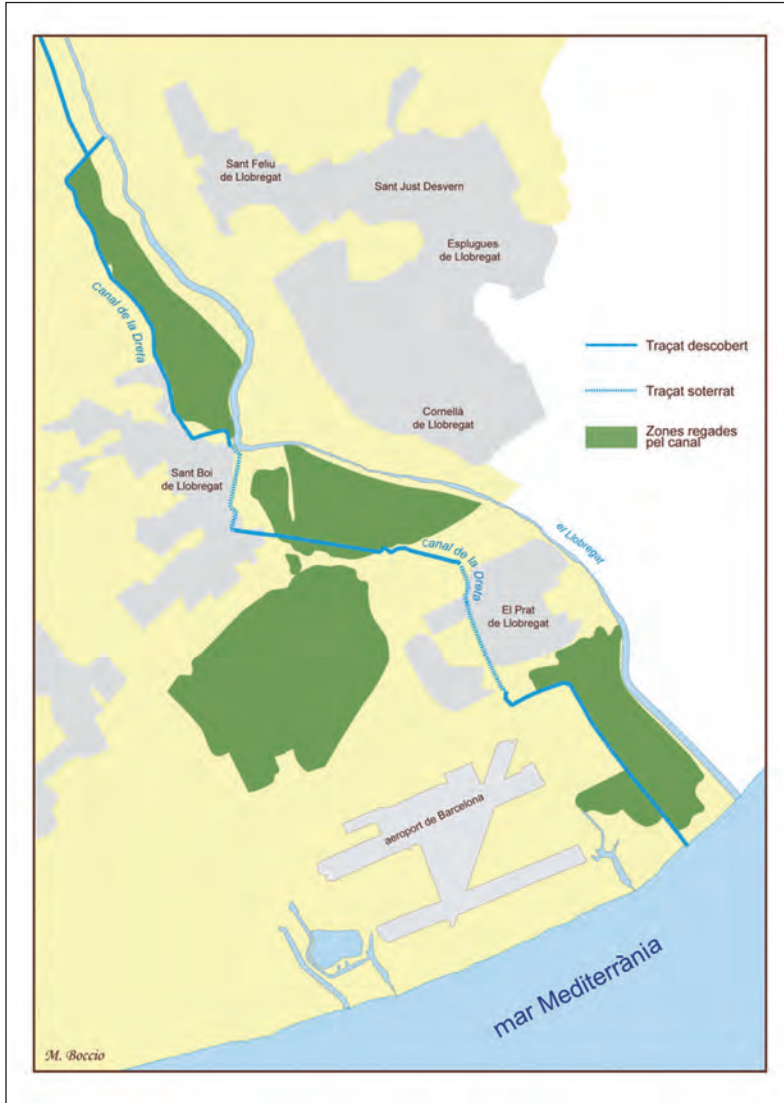 Sant Feliu
de Llobregat
Sant Just Desvern
Esplugues
de Llobregat
Canal de la Dreta
Traçat descobert
Traçat soterrat
Zones regades
pel canal
Cornellà
de Llobregat
Sant Boi
de Llobregat
el Llobregat
Canal de la Dreta
El Prat
de Llobregat
aeroport de Barcelona
mar Mediterrània
M. Boccio